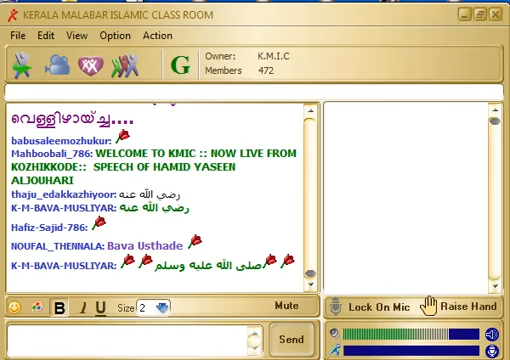 KERALA MALABAR ISLAMIC CLASS ROOM
File Edit View Option Action
G Owner: K.M.I.C
Members 472
വെള്ളിഴായ്ച്ച....
babusaleemozhukur:
Mahboobali_786: WELCOME TO KMIC :: NOW LIVE FROM
KOZHIKKODE:: SPEECH OF HAMID YASEEN
ALJOUHARI
thaju_edakkazhiyoor: رضي الله عنه
K-M-BAVA-MUSLIYAR: رضي الله عنه
Hafiz-Sajid-786:
NOUFAL_THENNALA: Bava Usthade
K-M-BAVA-MUSLIYAR: صلى الله عليه وسلم
B I U Size 2 Mute
Lock On Mic Raise Hand
Send